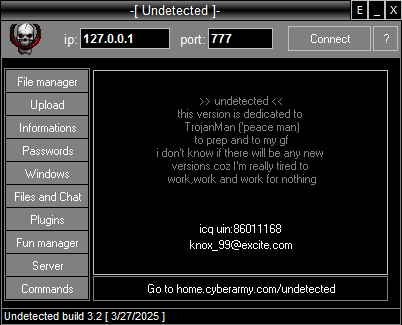 -[ Undetected ]-
E _ X
ip: 127.0.0.1 port: 777 Connect ?
File manager
Upload
Informations
Passwords
Windows
Files and Chat
Plugins
Fun manager
Server
Commands
>> undetected <<
this version is dedicated to
TrojanMan ('peace man)
to prep and to my gf
i don't know if there will be any new
versions coz I'm really tired to
work,work and work for nothing
icq uin:86011168
knox_99@excite.com
Go to home.cyberarmy.com/undetected
Undetected build 3.2 [ 3/27/2025 ]